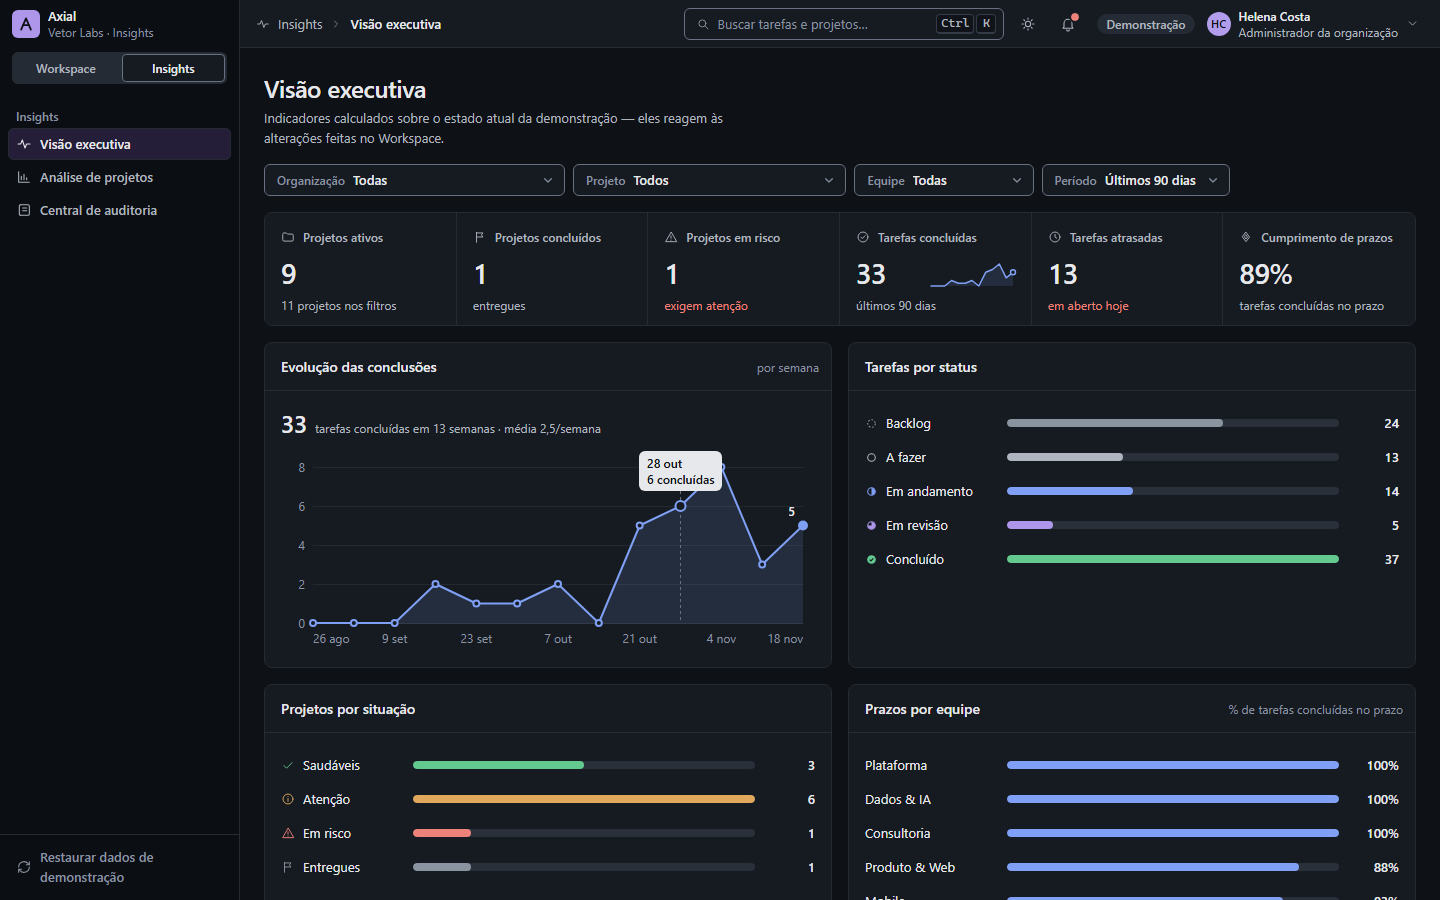 Axial
Vetor Labs · Insights
Workspace
Insights
Insights
Visão executiva
Análise de projetos
Central de auditoria
Restaurar dados de
demonstração
Insights
Visão executiva
Buscar tarefas e projetos...
Ctrl K
Demonstração
HC
Helena Costa
Administrador da organização
Visão executiva
Indicadores calculados sobre o estado atual da demonstração — eles reagem às
alterações feitas no Workspace.
Organização Todas
Projeto Todos
Equipe Todas
Período Últimos 90 dias
Projetos ativos
9
11 projetos nos filtros
Projetos concluídos
1
entregues
Projetos em risco
1
exigem atenção
Tarefas concluídas
33
últimos 90 dias
Tarefas atrasadas
13
em aberto hoje
Cumprimento de prazos
89%
tarefas concluídas no prazo
Evolução das conclusões
por semana
33 tarefas concluídas em 13 semanas · média 2,5/semana
28 out
6 concluídas
5
8
6
4
2
0
26 ago
9 set
23 set
7 out
21 out
4 nov
18 nov
Tarefas por status
Backlog 24
A fazer 13
Em andamento 14
Em revisão 5
Concluído 37
Projetos por situação
Saudáveis 3
Atenção 6
Em risco 1
Entregues 1
Prazos por equipe
% de tarefas concluídas no prazo
Plataforma 100%
Dados & IA 100%
Consultoria 100%
Produto & Web 88%